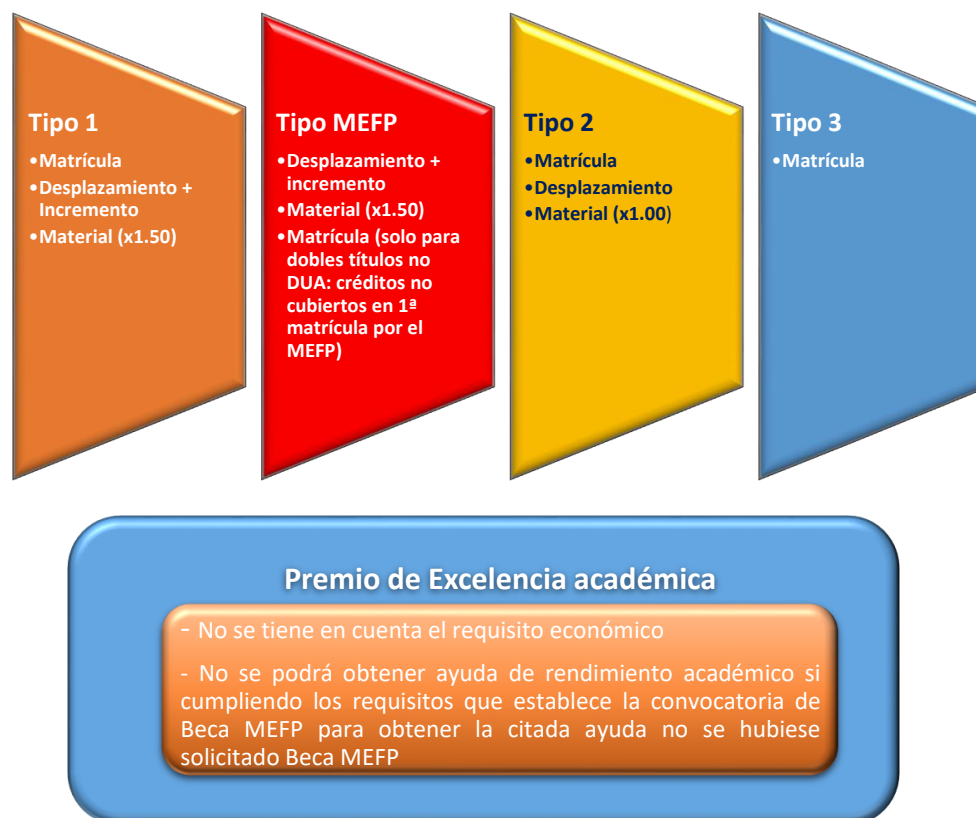 Tipo 1
•Matrícula
•Desplazamiento +
Incremento
•Material (x1.50)
Tipo MEFP
•Desplazamiento +
incremento
•Material (x1.50)
•Matrícula (solo para
dobles títulos no
DUA: créditos no
cubiertos en 1ª
matrícula por el
MEFP)
Tipo 2
•Matrícula
•Desplazamiento
•Material (x1.00)
Tipo 3
•Matrícula
Premio de Excelencia académica
- No se tiene en cuenta el requisito económico
- No se podrá obtener ayuda de rendimiento académico si
cumpliendo los requisitos que establece la convocatoria de
Beca MEFP para obtener la citada ayuda no se hubiese
solicitado Beca MEFP